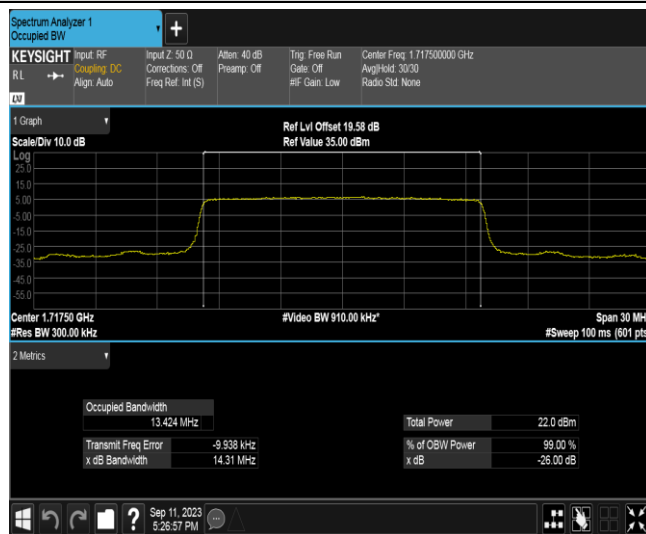 Spectrum Analyzer 1
Occupied BW
+
KEYSIGHT Input: RF Input Z: 50 Ω Atten: 40 dB Trig: Free Run Center Freq: 1.717500000 GHz
RL Coupling: DC Corrections: Off Preamp: Off Gate: Off Avg|Hold: 30/30
Align: Auto Freq Ref: Int (S) #IF Gain: Low Radio Std: None
LXI
1 Graph
Ref Lvl Offset 19.58 dB
Scale/Div 10.0 dB Ref Value 35.00 dBm
Log
25.0
15.0
5.00
-5.00
-15.0
-25.0
-35.0
-45.0
-55.0
Center 1.71750 GHz #Video BW 910.00 kHz* Span 30 MH
#Res BW 300.00 kHz #Sweep 100 ms (601 pts
2 Metrics
Occupied Bandwidth
13.424 MHz Total Power 22.0 dBm
Transmit Freq Error -9.938 kHz % of OBW Power 99.00 %
x dB Bandwidth 14.31 MHz x dB -26.00 dB
? Sep 11, 2023
5:26:57 PM